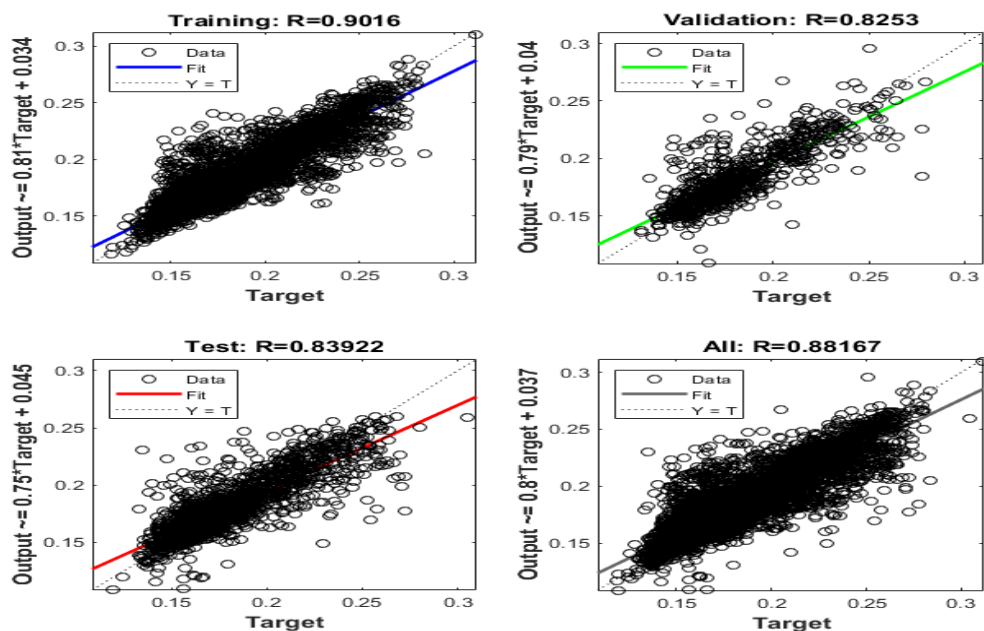 Training: R=0.9016
Output ~= 0.81*Target + 0.034
0.3
0.25
0.2
0.15
Data
Fit
Y = T
0.15 0.2 0.25 0.3
Target
Validation: R=0.8253
Output ~= 0.79*Target + 0.04
0.3
0.25
0.2
0.15
Data
Fit
Y = T
0.15 0.2 0.25 0.3
Target
Test: R=0.83922
Output ~= 0.75*Target + 0.045
0.3
0.25
0.2
0.15
Data
Fit
Y = T
0.15 0.2 0.25 0.3
Target
All: R=0.88167
Output ~= 0.8*Target + 0.037
0.3
0.25
0.2
0.15
Data
Fit
Y = T
0.15 0.2 0.25 0.3
Target